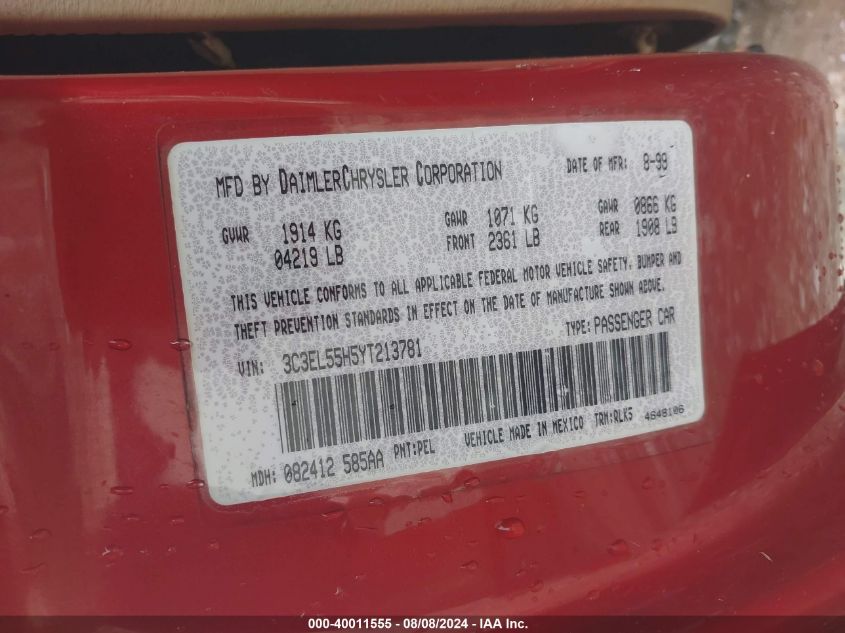 MFD BY DAIMLERCHRYSLER CORPORATION DATE OF MFR: 8-99
GVWR 1914 KG GAWR 1071 KG GAWR 0866 KG
04219 LB FRONT 2361 LB REAR 1908 LB
THIS VEHICLE CONFORMS TO ALL APPLICABLE FEDERAL MOTOR VEHICLE SAFETY, BUMPER AND
THEFT PREVENTION STANDARDS IN EFFECT ON THE DATE OF MANUFACTURE SHOWN ABOVE.
VIN: 3C3EL55H5YT213781 TYPE: PASSENGER CAR
MDH: 082412 585AA PNT:PEL VEHICLE MADE IN MEXICO TRM:RLK5 4648106
000-40011555 - 08/08/2024 - IAA Inc.